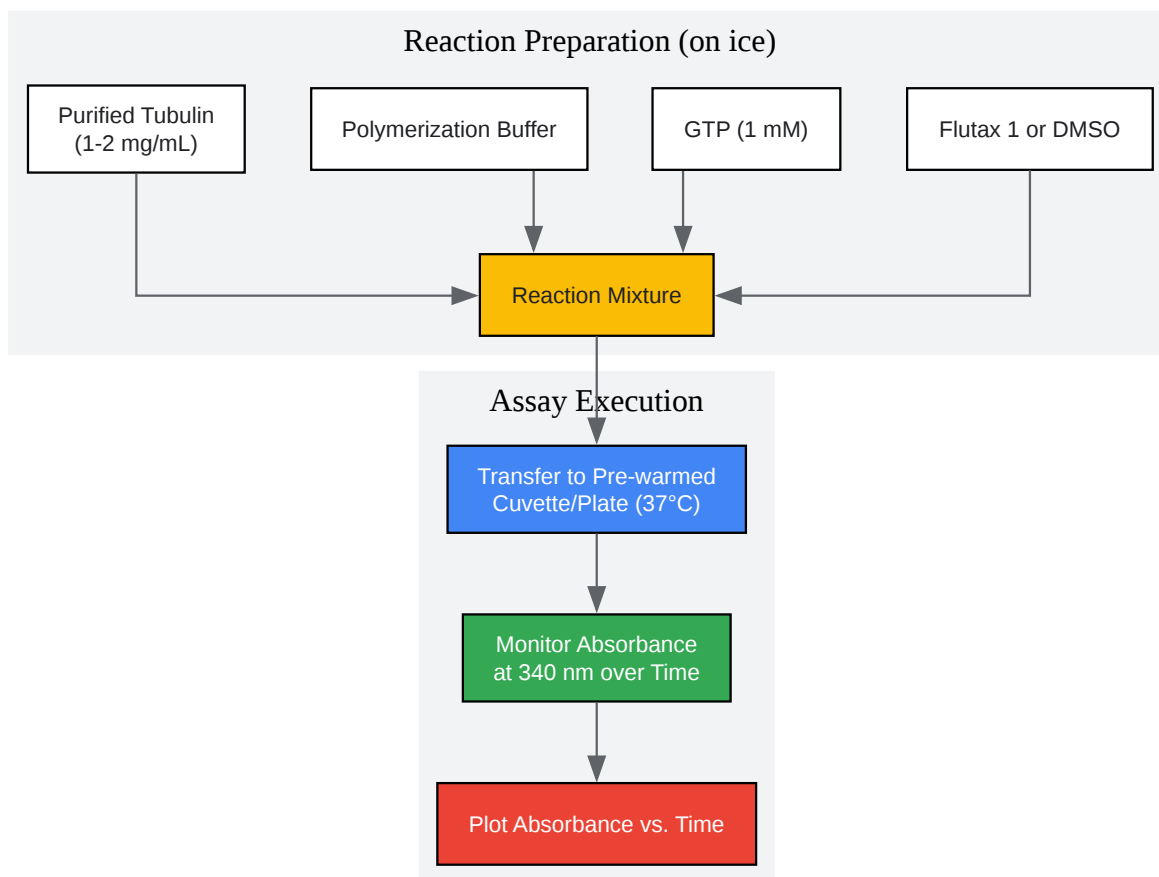 Reaction Preparation (on ice)
Purified Tubulin
(1-2 mg/mL)
Polymerization Buffer
GTP (1 mM)
Flutax 1 or DMSO
Reaction Mixture
Assay Execution
Transfer to Pre-warmed
Cuvette/Plate (37°C)
Monitor Absorbance
at 340 nm over Time
Plot Absorbance vs. Time